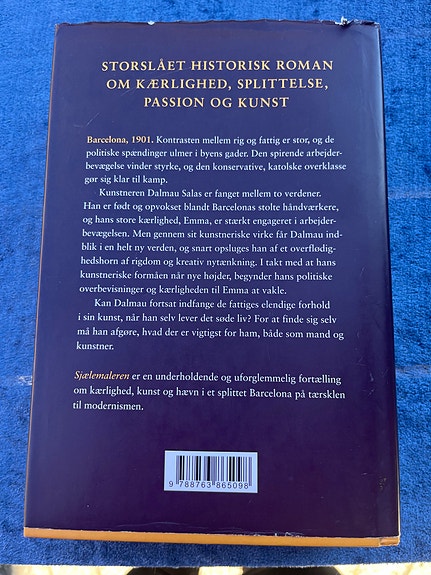 STORSLÅET HISTORISK ROMAN
OM KÆRLIGHED, SPLITTELSE,
PASSION OG KUNST
Barcelona, 1901. Kontrasten mellem rig og fattig er stor, og de
politiske spændinger ulmer i byens gader. Den spirende arbejder-
bevægelse vinder styrke, og den konservative, katolske overklasse
gør sig klar til kamp.
Kunstneren Dalmau Salas er fanget mellem to verdener.
Han er født og opvokset blandt Barcelonas stolte håndværkere,
og hans store kærlighed, Emma, er stærkt engageret i arbejder-
bevægelsen. Men gennem sit kunstneriske virke får Dalmau ind-
blik i en helt ny verden, og snart opsluges han af et overflødig-
hedshorn af rigdom og kreativ nytænkning. I takt med at hans
kunstneriske formåen når nye højder, begynder hans politiske
overbevisninger og kærligheden til Emma at vakle.
Kan Dalmau fortsat indfange de fattiges elendige forhold
i sin kunst, når han selv lever det søde liv? For at finde sig selv
må han afgøre, hvad der er vigtigst for ham, både som mand og
kunstner.
Sjælemaleren er en underholdende og uforglemmelig fortælling
om kærlighed, kunst og hævn i et splittet Barcelona på tærsklen
til modernismen.
9 788763 865098